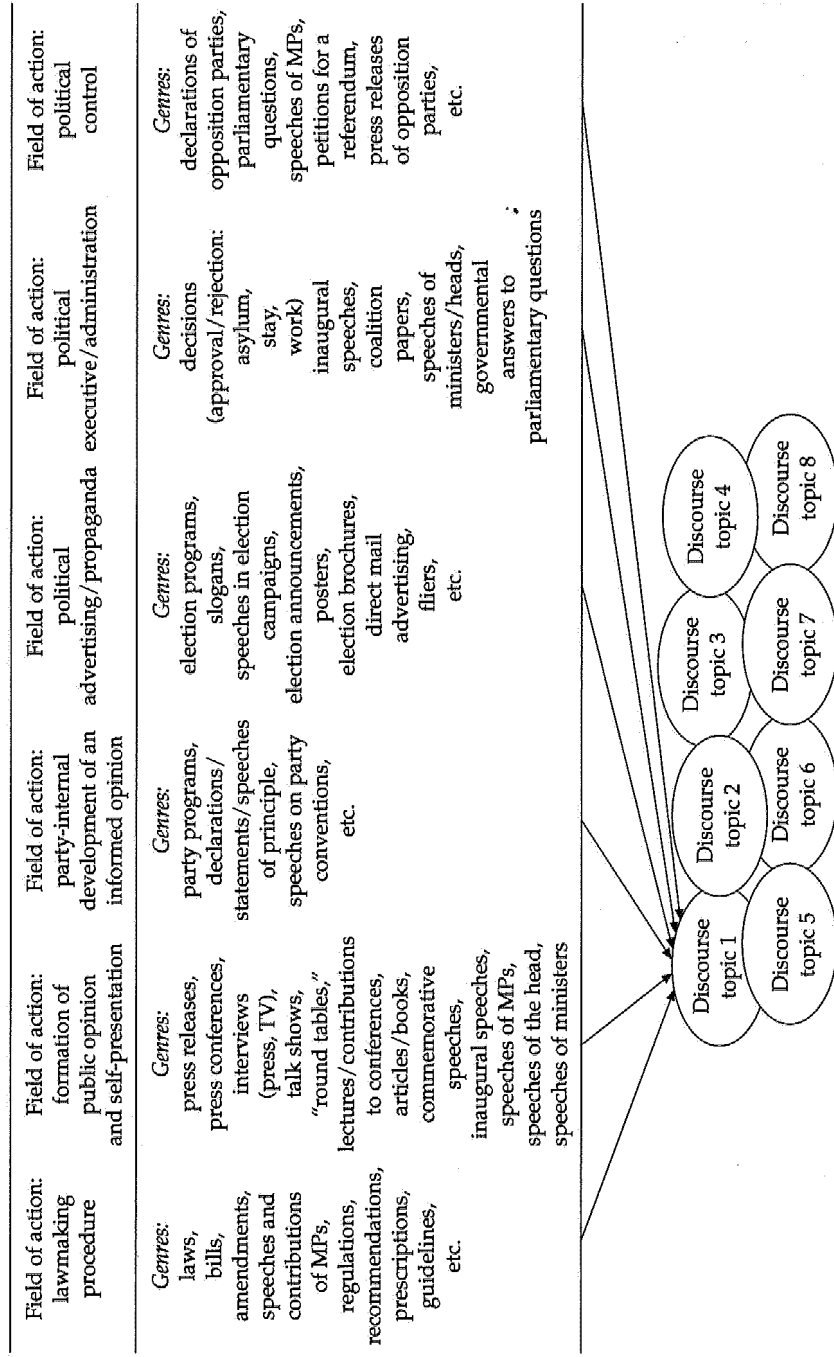 Field of action:
lawmaking
procedure
Field of action:
formation of
public opinion
and self-presentation
Field of action:
party-internal
development of an
informed opinion
Field of action:
political
advertising/propaganda
Field of action:
political
executive/administration
Field of action:
political
control
Genres:
laws,
bills,
amendments,
speeches and
contributions
of MPs,
regulations,
recommendations,
prescriptions,
guidelines,
etc.
Genres:
press releases,
press conferences,
interviews
(press, TV),
talk shows,
"round tables,"
lectures/contributions
to conferences,
articles/books,
commemorative
speeches,
inaugural speeches,
speeches of MPs,
speeches of the head,
speeches of ministers
Genres:
party programs,
declarations/
statements/speeches
of principle,
speeches on party
conventions,
etc.
Genres:
election programs,
slogans,
speeches in election
campaigns,
election announcements,
posters,
election brochures,
direct mail
advertising,
fliers,
etc.
Genres:
decisions
(approval/rejection:
asylum,
stay,
work)
inaugural
speeches,
coalition
papers,
speeches of
ministers/heads,
governmental
answers to
parliamentary questions
Genres:
declarations of
opposition parties,
parliamentary
questions,
speeches of MPs,
petitions for a
referendum,
press releases
of opposition
parties,
etc.
Discourse
topic 1
Discourse
topic 2
Discourse
topic 3
Discourse
topic 4
Discourse
topic 5
Discourse
topic 6
Discourse
topic 7
Discourse
topic 8